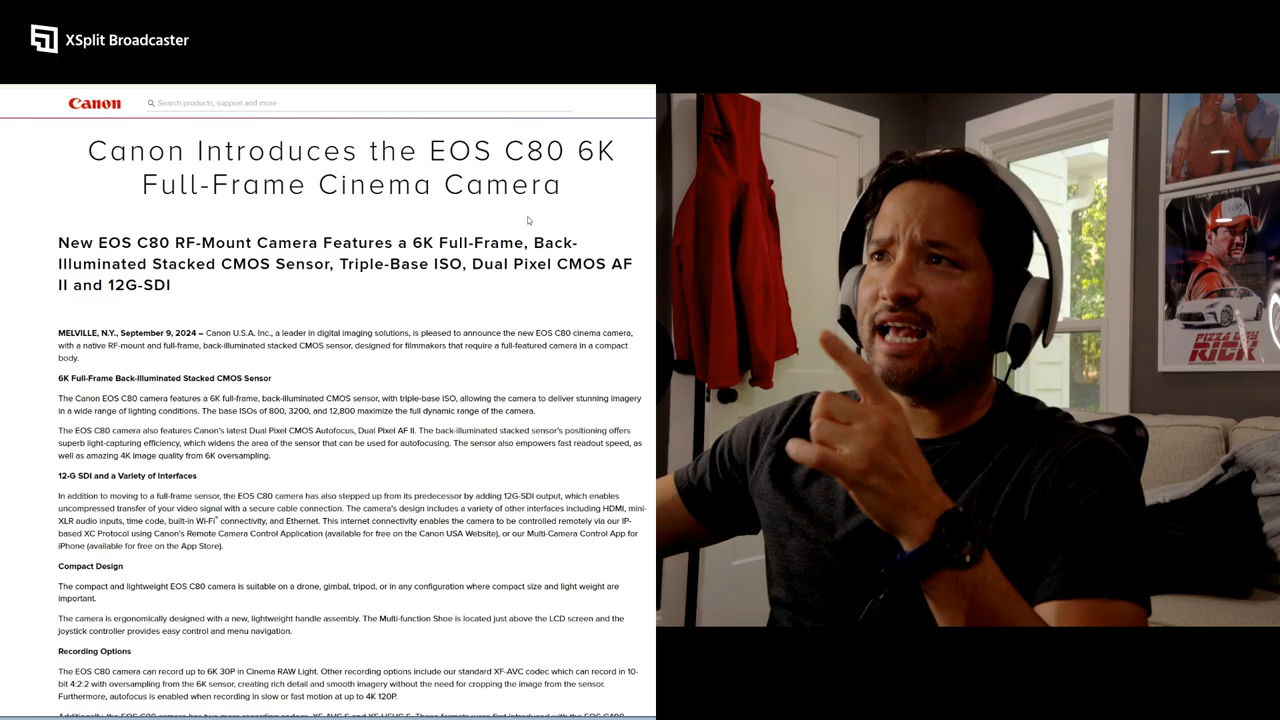 XSplit Broadcaster
Canon
Search products, support and more
Canon Introduces the EOS C80 6K
Full-Frame Cinema Camera
New EOS C80 RF-Mount Camera Features a 6K Full-Frame, Back-
Illuminated Stacked CMOS Sensor, Triple-Base ISO, Dual Pixel CMOS AF
II and 12G-SDI
MELVILLE, N.Y., September 9, 2024 – Canon U.S.A. Inc., a leader in digital imaging solutions, is pleased to announce the new EOS C80 cinema camera,
with a native RF-mount and full-frame, back-illuminated stacked CMOS sensor, designed for filmmakers that require a full-featured camera in a compact
body.
6K Full-Frame Back-Illuminated Stacked CMOS Sensor
The Canon EOS C80 camera features a 6K full-frame, back-illuminated CMOS sensor, with triple-base ISO, allowing the camera to deliver stunning imagery
in a wide range of lighting conditions. The base ISOs of 800, 3200, and 12,800 maximize the full dynamic range of the camera.
The EOS C80 camera also features Canon's latest Dual Pixel CMOS Autofocus, Dual Pixel AF II. The back-illuminated stacked sensor's positioning offers
superb light-capturing efficiency, which widens the area of the sensor that can be used for autofocusing. The sensor also empowers fast readout speed, as
well as amazing 4K image quality from 6K oversampling.
12-G SDI and a Variety of Interfaces
In addition to moving to a full-frame sensor, the EOS C80 camera has also stepped up from its predecessor by adding 12G-SDI output, which enables
uncompressed transfer of your video signal with a secure cable connection. The camera's design includes a variety of other interfaces including HDMI, mini-
XLR audio inputs, time code, built-in Wi-Fi® connectivity, and Ethernet. This internet connectivity enables the camera to be controlled remotely via our IP-
based XC Protocol using Canon's Remote Camera Control Application (available for free on the Canon USA Website), or our Multi-Camera Control App for
iPhone (available for free on the App Store).
Compact Design
The compact and lightweight EOS C80 camera is suitable on a drone, gimbal, tripod, or in any configuration where compact size and light weight are
important.
The camera is ergonomically designed with a new, lightweight handle assembly. The Multi-function Shoe is located just above the LCD screen and the
joystick controller provides easy control and menu navigation.
Recording Options
The EOS C80 camera can record up to 6K 30P in Cinema RAW Light. Other recording options include our standard XF-AVC codec which can record in 10-
bit 4:2:2 with oversampling from the 6K sensor, creating rich detail and smooth imagery without the need for cropping the image from the sensor.
Furthermore, autofocus is enabled when recording in slow or fast motion at up to 4K 120P.
PIZZA BOY
RICK